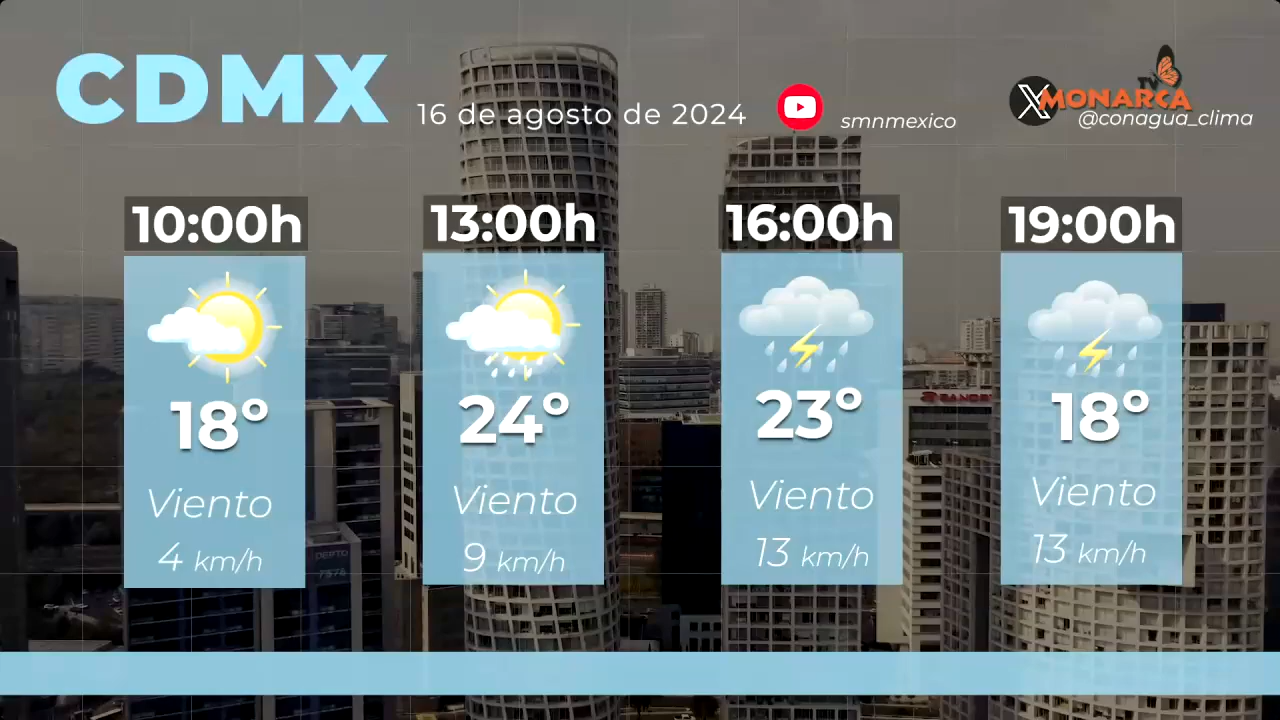 CDMX
16 de agosto de 2024
smnmexico
TV
MONARCA
@conagua_clima
10:00h
13:00h
16:00h
19:00h
18°
24°
23°
18°
Viento
Viento
Viento
Viento
4 km/h
9 km/h
13 km/h
13 km/h